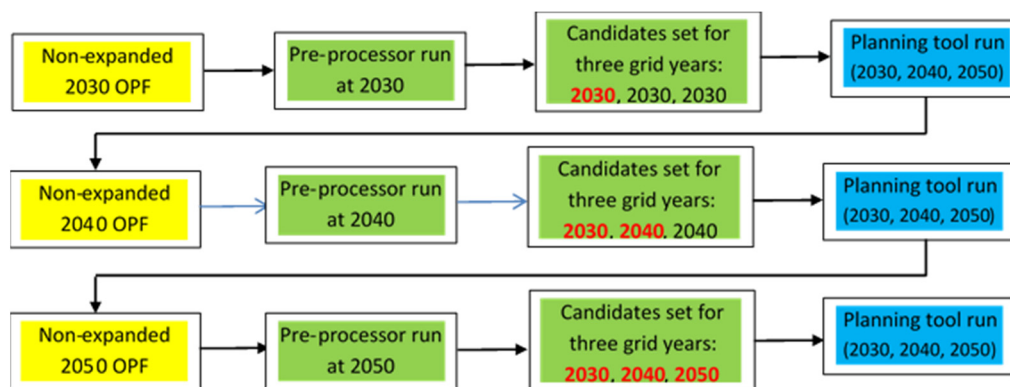 Non-expanded
2030 OPF
Pre-processor run
at 2030
Candidates set for
three grid years:
2030, 2030, 2030
Planning tool run
(2030, 2040, 2050)
Non-expanded
2040 OPF
Pre-processor run
at 2040
Candidates set for
three grid years:
2030. 2040. 2040
Planning tool run
(2030, 2040, 2050)
Non-expanded
2050 OPF
Pre-processor run
at 2050
Candidates set for
three grid years:
2030, 2040, 2050
Planning tool run
(2030, 2040, 2050)